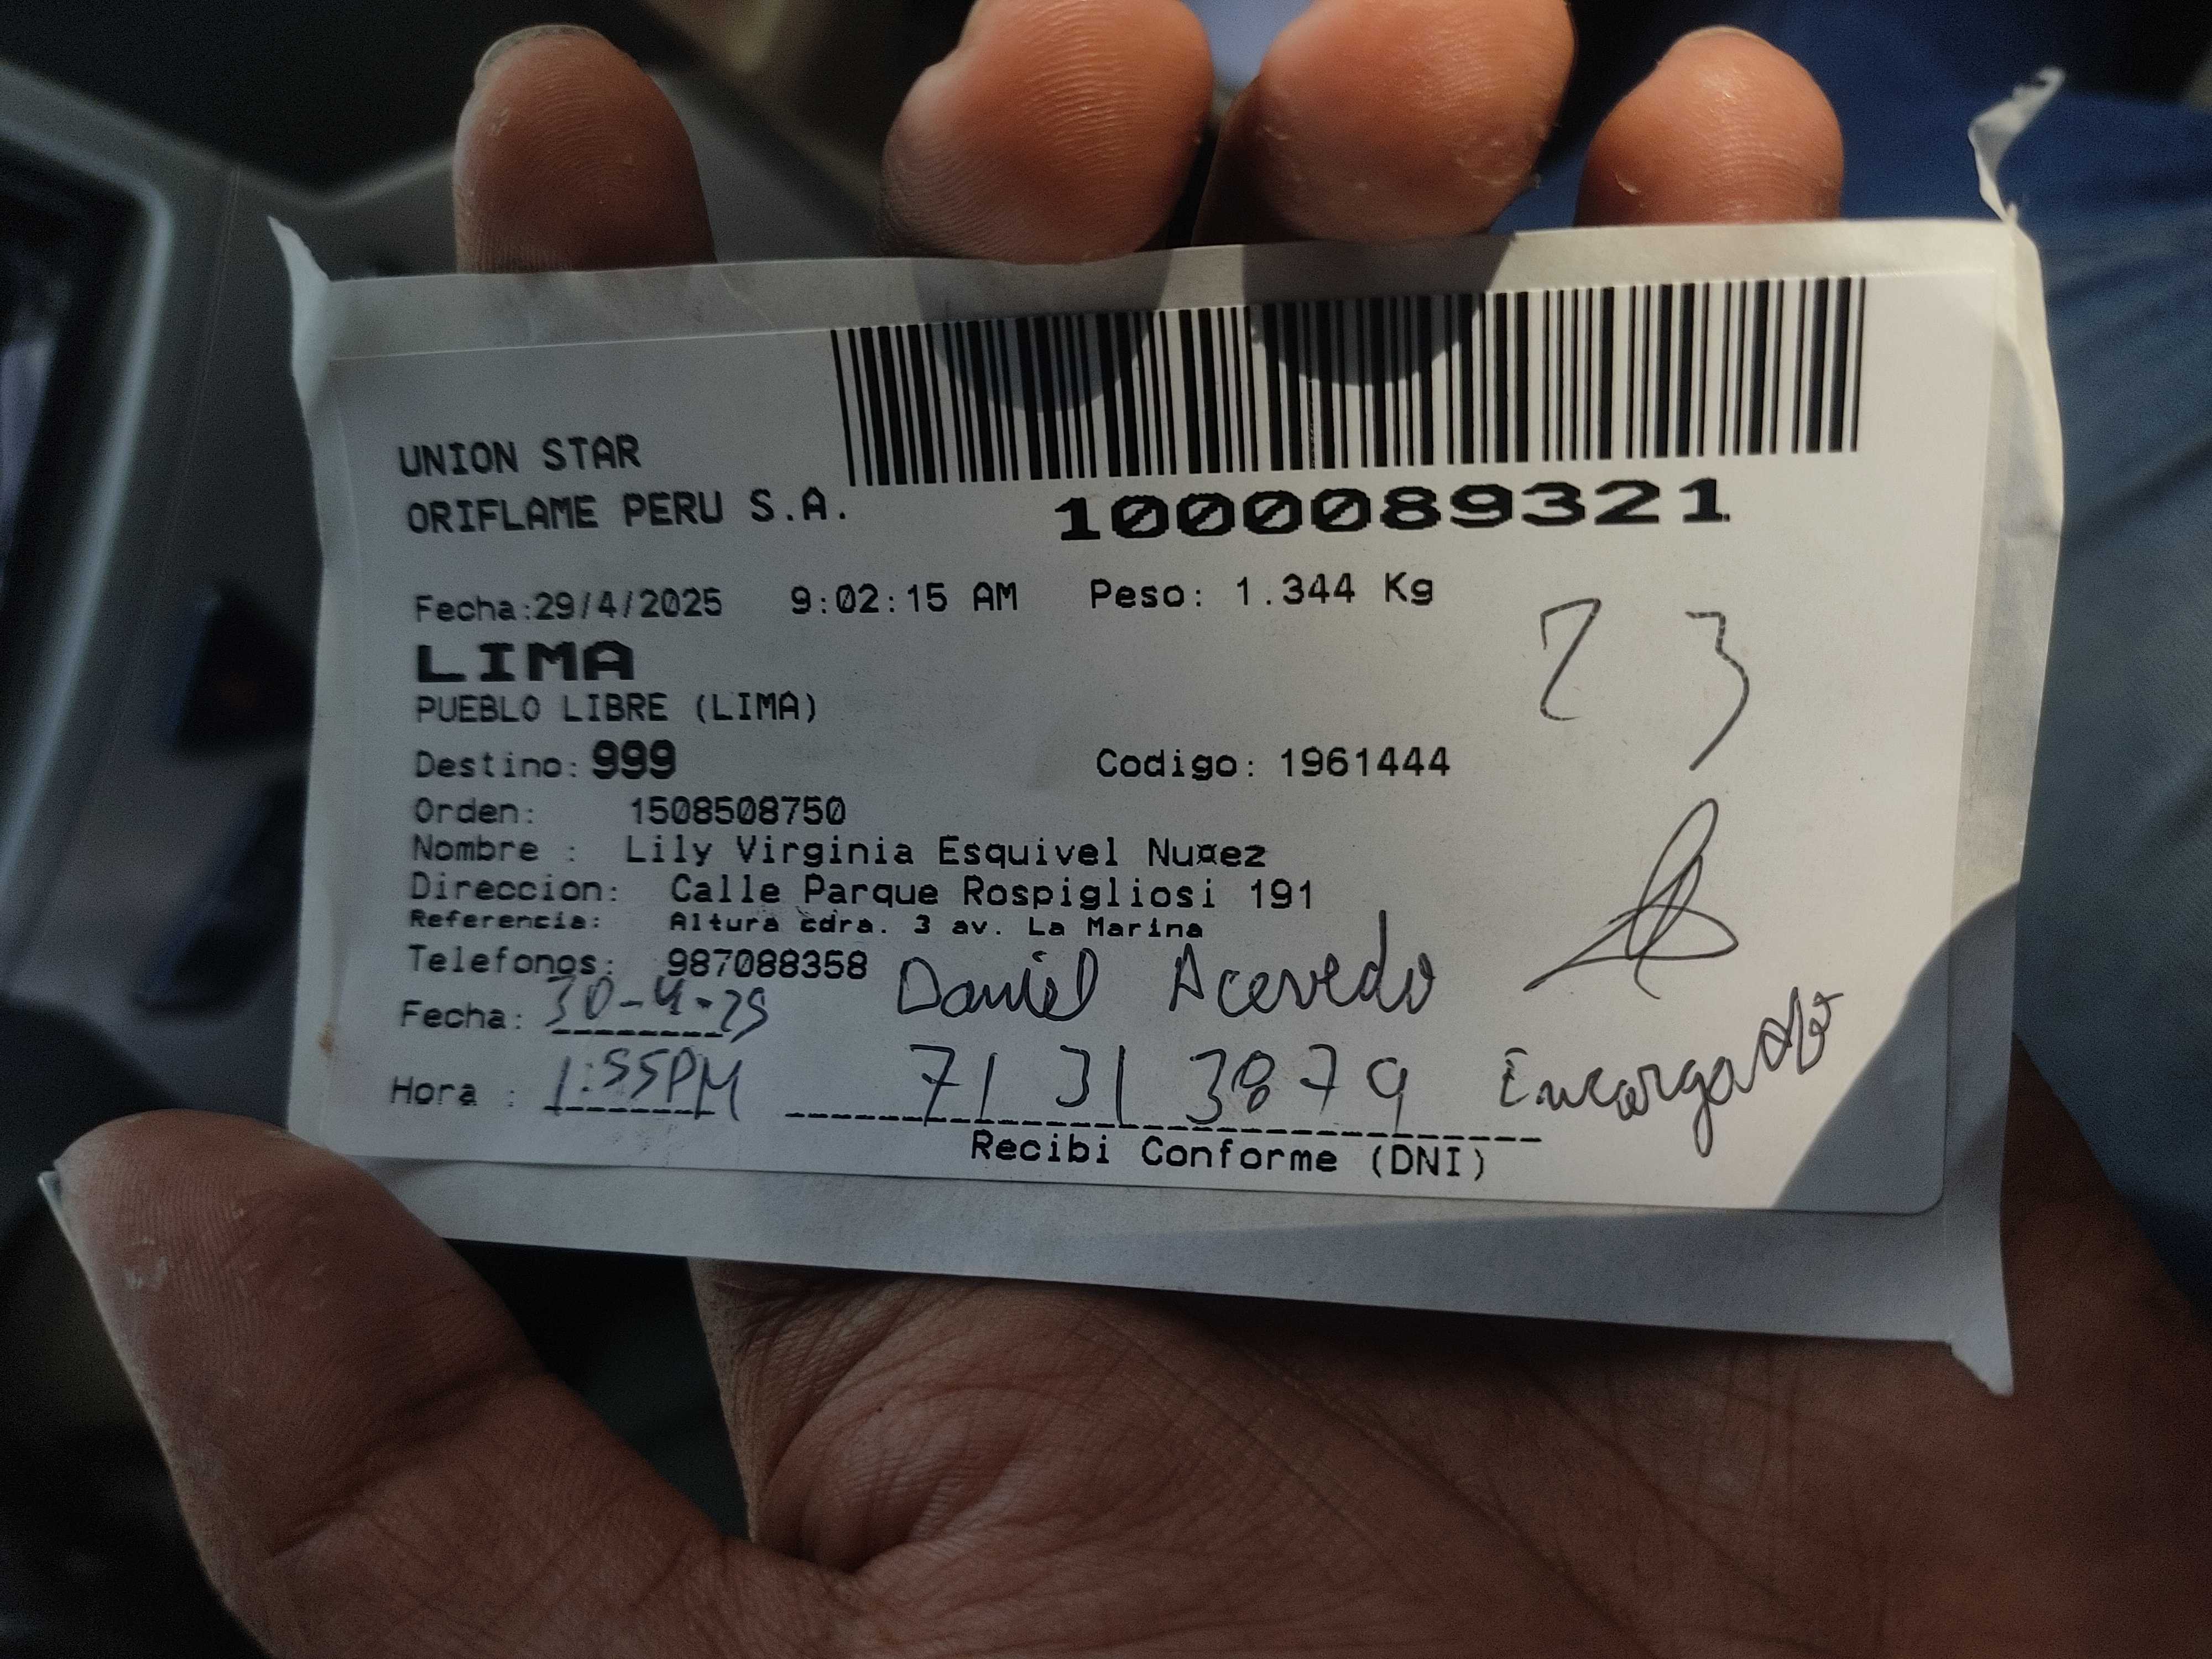 UNION STAR
ORIFLAME PERU S.A.
1000089321
Fecha:29/4/2025 9:02:15 AM Peso: 1.344 Kg
23
LIMA
PUEBLO LIBRE (LIMA)
Destino: 999 Codigo: 1961444
Orden: 1508508750
Nombre : Lily Virginia Esquivel Nu¤ez
Direccion: Calle Parque Rospigliosi 191
Referencia: Altura cdra. 3 av. La Marina
Telefonos: 987088358 Daniel Acevedo
Fecha: 30-4-25
Hora : 1:55PM 71313879 Encargado
Recibi Conforme (DNI)